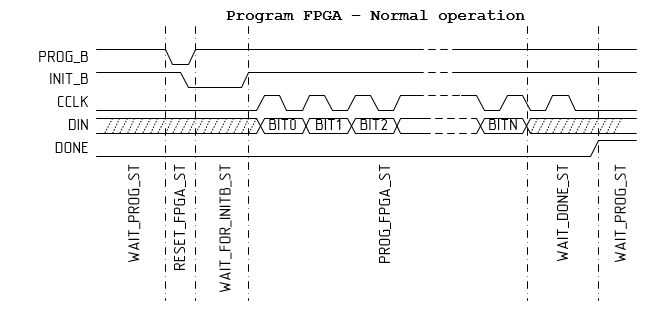 Program FPGA – Normal operation
PROG_B
INIT_B
CCLK
DIN
BIT0 BIT1 BIT2 BITN
DONE
WAIT_PROG_ST
RESET_FPGA_ST
WAIT_FOR_INITB_ST
PROG_FPGA_ST
WAIT_DONE_ST
WAIT_PROG_ST